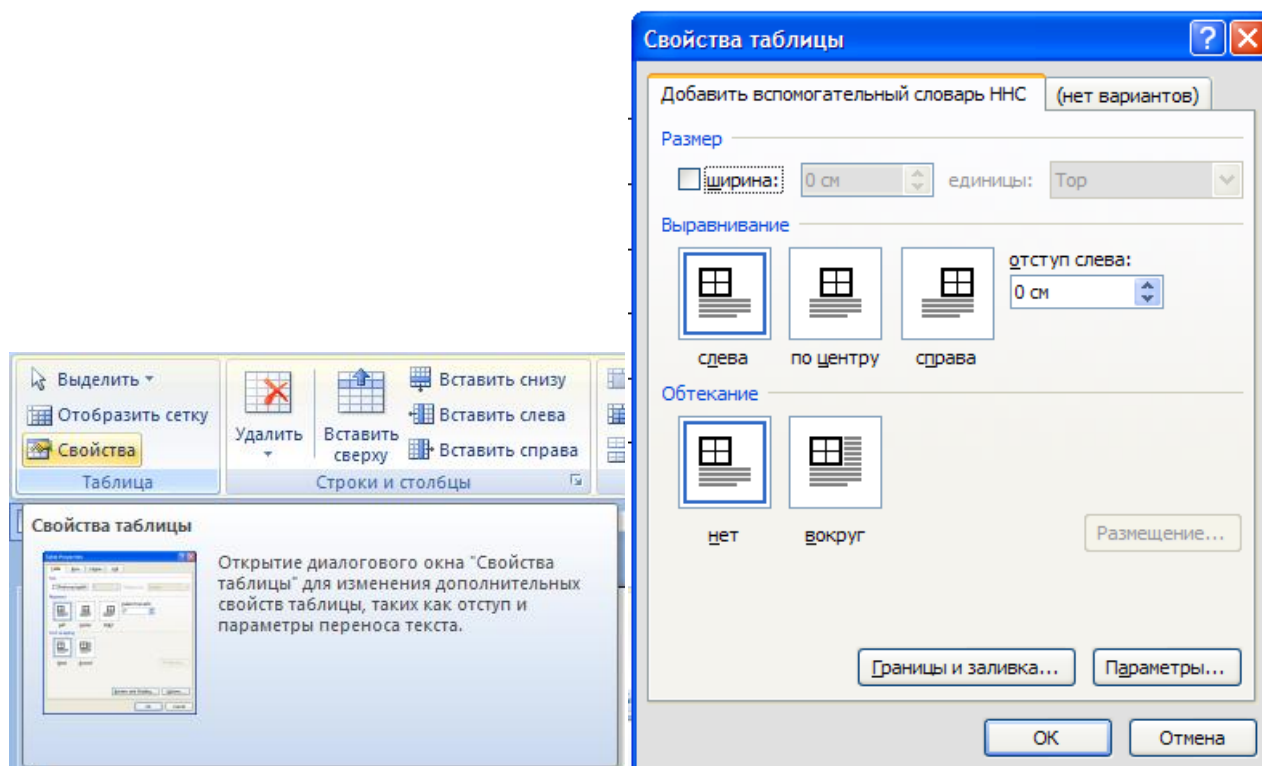 Свойства таблицы
Добавить вспомогательный словарь ННС (нет вариантов)
Размер
ширина: 0 см единицы: Top
Выравнивание
отступ слева:
0 см
слева по центру справа
Обтекание
нет вокруг
Размещение...
Границы и заливка... Параметры...
ОК Отмена
Выделить
Отобразить сетку
Свойства
Таблица
Удалить
Вставить сверху
Вставить снизу
Вставить слева
Вставить справа
Строки и столбцы
Свойства таблицы
Открытие диалогового окна "Свойства
таблицы" для изменения дополнительных
свойств таблицы, таких как отступ и
параметры переноса текста.